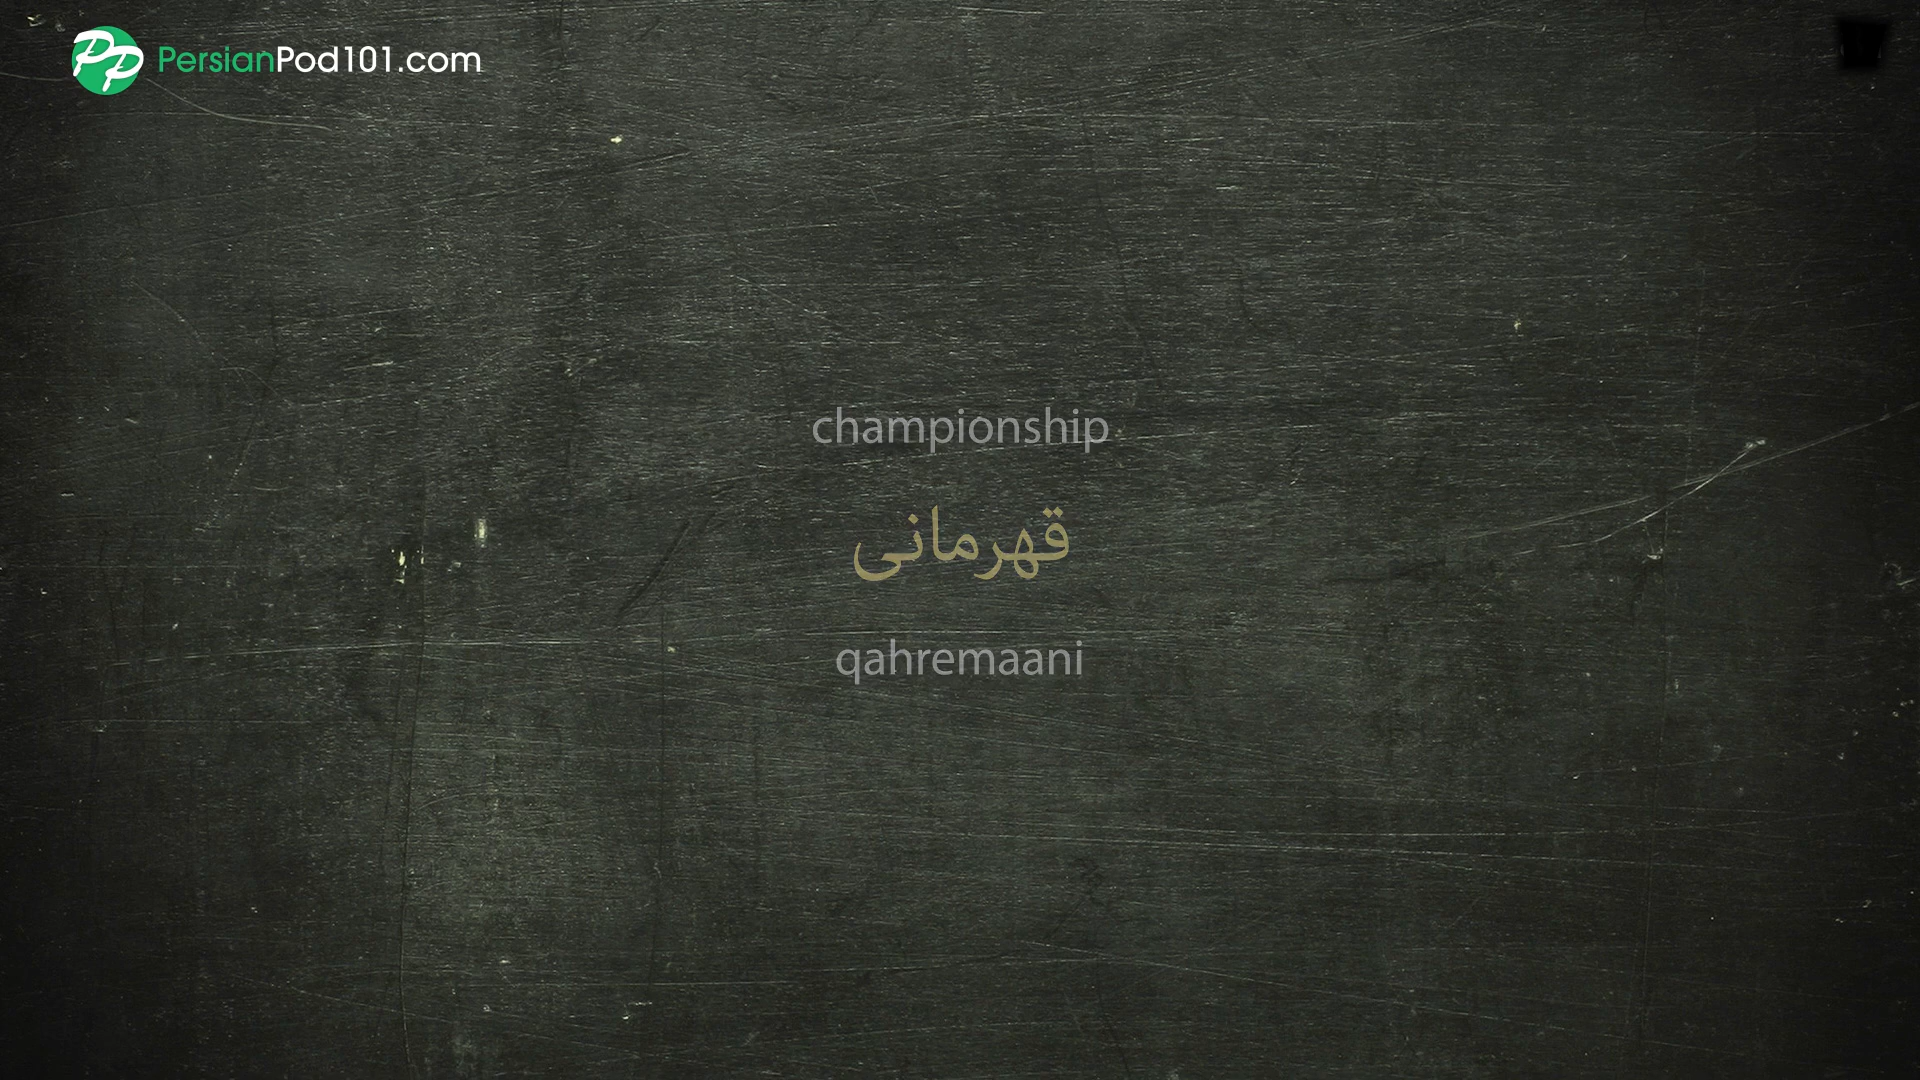 PersianPod101.com
championship
قهرمانی
qahremaani